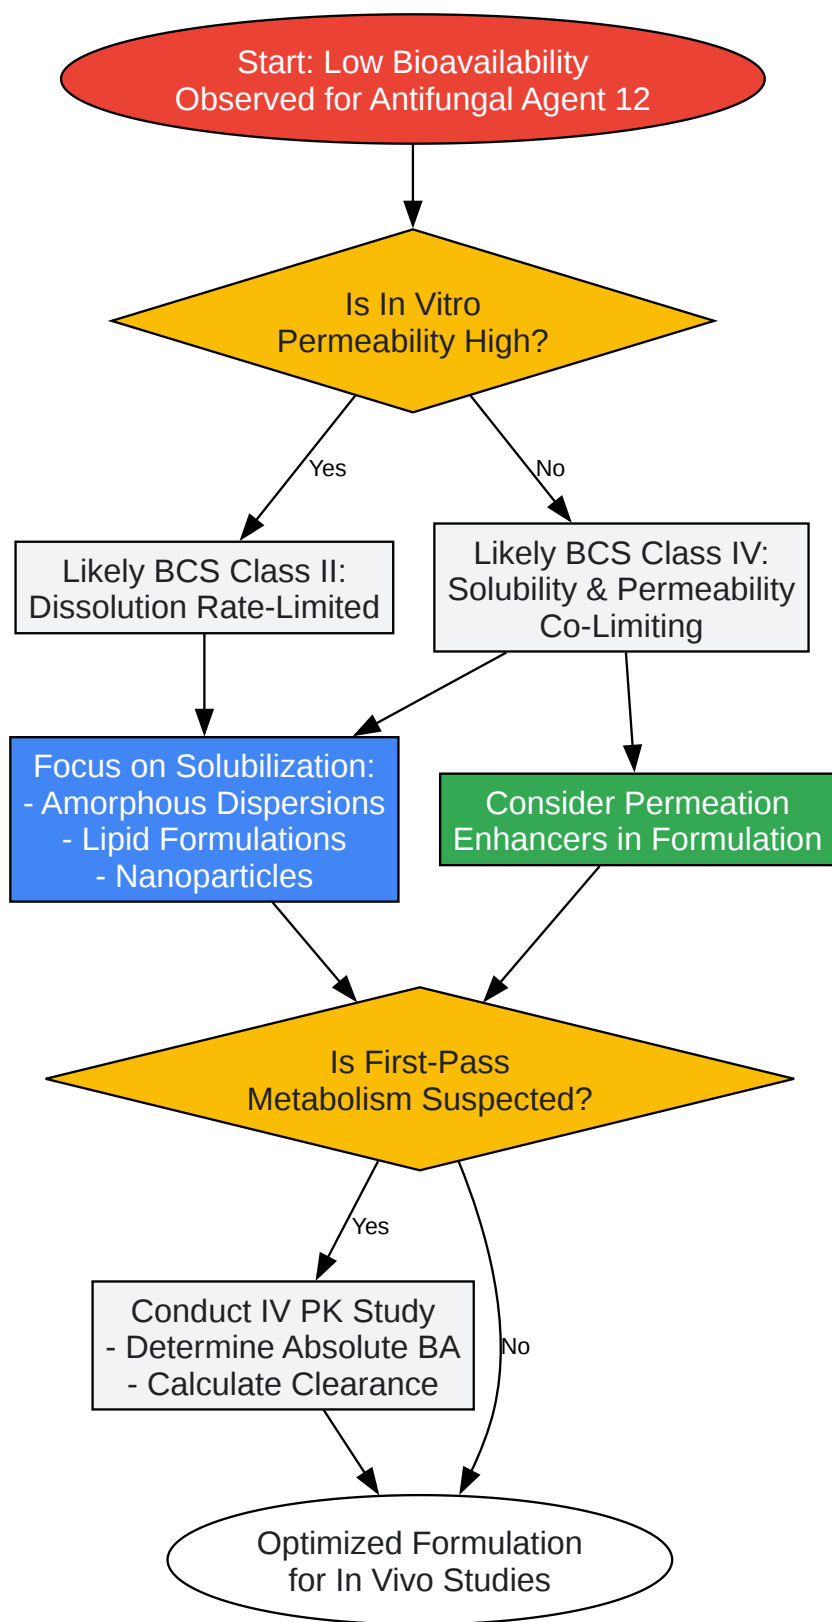 Start: Low Bioavailability
Observed for Antifungal Agent 12
Is In Vitro
Permeability High?
Yes
No
Likely BCS Class II:
Dissolution Rate-Limited
Likely BCS Class IV:
Solubility & Permeability
Co-Limiting
Focus on Solubilization:
- Amorphous Dispersions
- Lipid Formulations
- Nanoparticles
Consider Permeation
Enhancers in Formulation
Is First-Pass
Metabolism Suspected?
Yes
No
Conduct IV PK Study
- Determine Absolute BA
- Calculate Clearance
Optimized Formulation
for In Vivo Studies